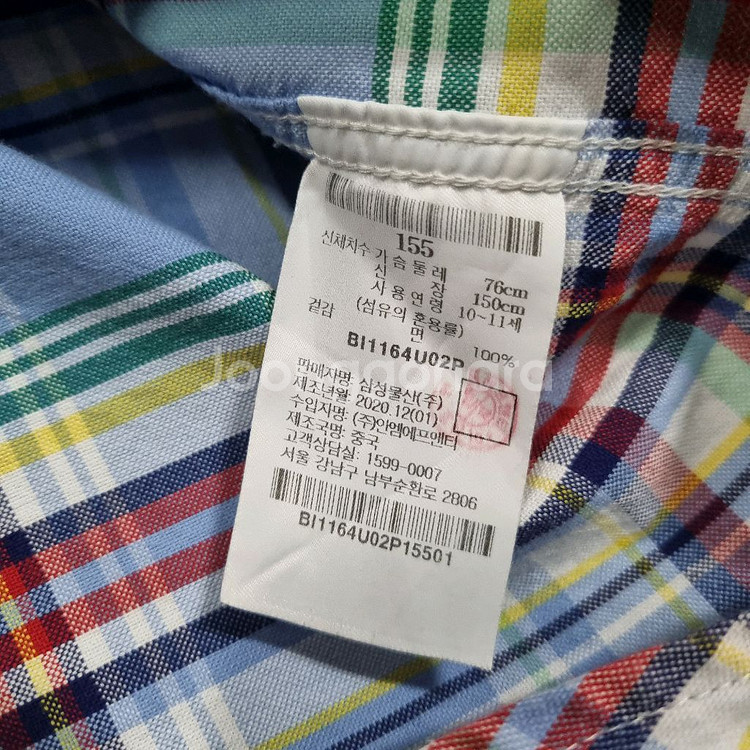 155
신체치수 가슴둘레 76cm
신장 150cm
사용연령 10~11세
겉감 (섬유의 혼용률)
면 100%
BI1164U02P
Joonggonara
판매자명: 삼성물산(주)
제조년월: 2020.12(01)
수입자명: (주)안엠에프앤티
제조국명: 중국
고객상담실: 1599-0007
서울 강남구 남부순환로 2806
BI1164U02P15501